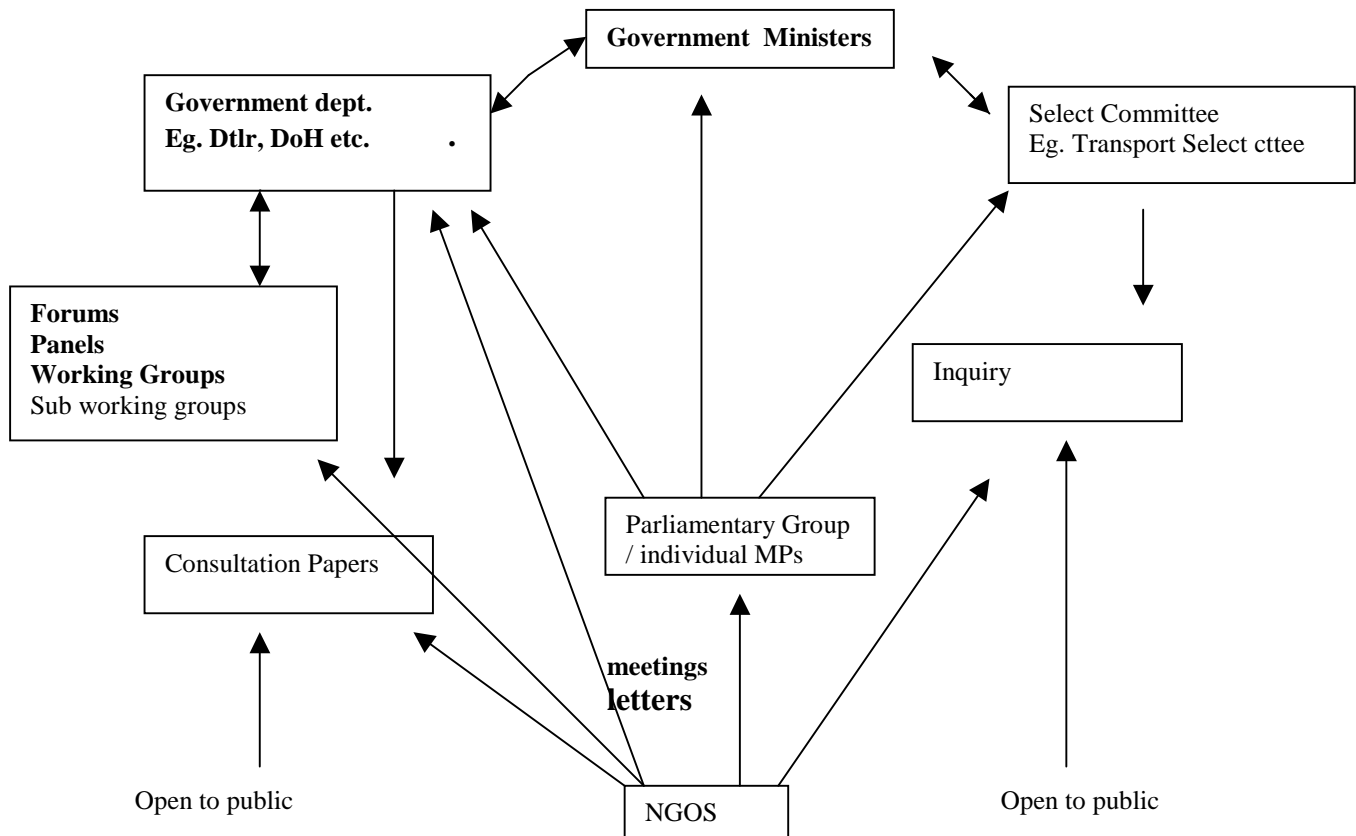 Government Ministers
Government dept.
Eg. Dtlr, DoH etc. .
Select Committee
Eg. Transport Select cttee
Forums
Panels
Working Groups
Sub working groups
Inquiry
Parliamentary Group
/ individual MPs
Consultation Papers
meetings
letters
Open to public
NGOS
Open to public